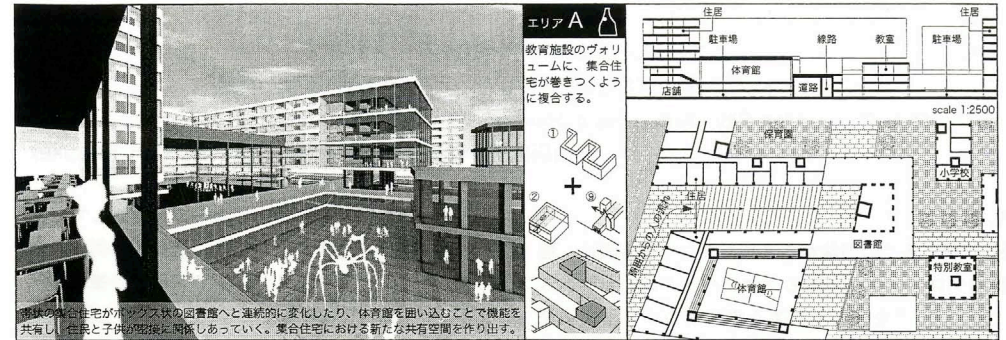 エリア A
教育施設のヴォリ
ュームに、集合住
宅が巻きつくよう
に複合する。
①
+
②
⑨
帯状の集合住宅がボックス状の図書館へと連続的に変化したり、体育館を囲い込むことで機能を
共有し、住民と子供が密接に関係しあっていく。集合住宅における新たな共有空間を作り出す。
住居
住居
駐車場
線路
教室
駐車場
体育館
店舗
道路
scale 1:2500
保育園
小学校
住居
図書館
特別教室
体育館